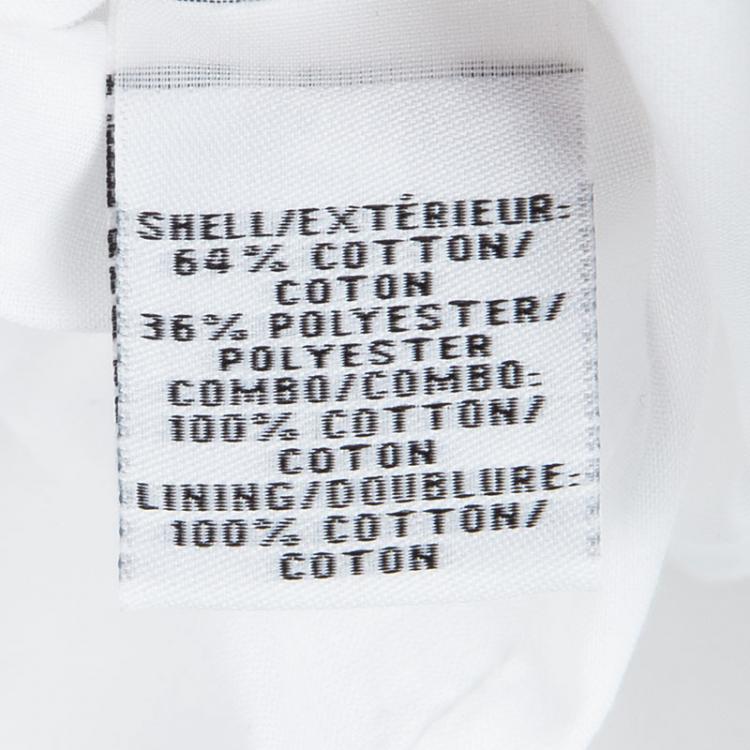 SHELL/EXTÉRIEUR:
64% COTTON/
COTON
36% POLYESTER/
POLYESTER
COMBO/COMBO:
100% COTTON/
COTON
LINING/DOUBLURE:
100% COTTON/
COTON